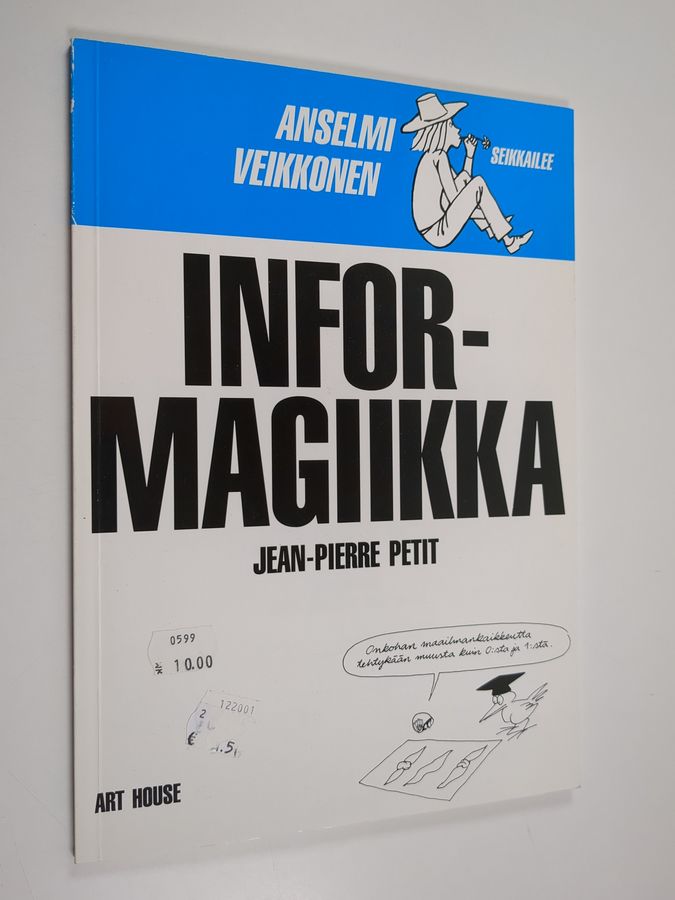 ANSELMI
VEIKKONEN
SEIKKAILEE
INFOR-
MAGIIKKA
JEAN-PIERRE PETIT
Onkohan maailmankaikkeutta
tehtykään muusta kuin 0:sta ja 1:stä.
0599
10.00
122001
2
€
ART HOUSE